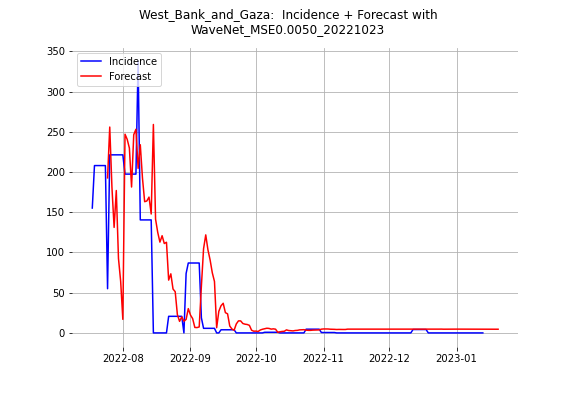 West_Bank_and_Gaza:  Incidence + Forecast with
WaveNet_MSE0.0050_20221023
Incidence
Forecast
350
300
250
200
150
100
50
0
2022-08 2022-09 2022-10 2022-11 2022-12 2023-01